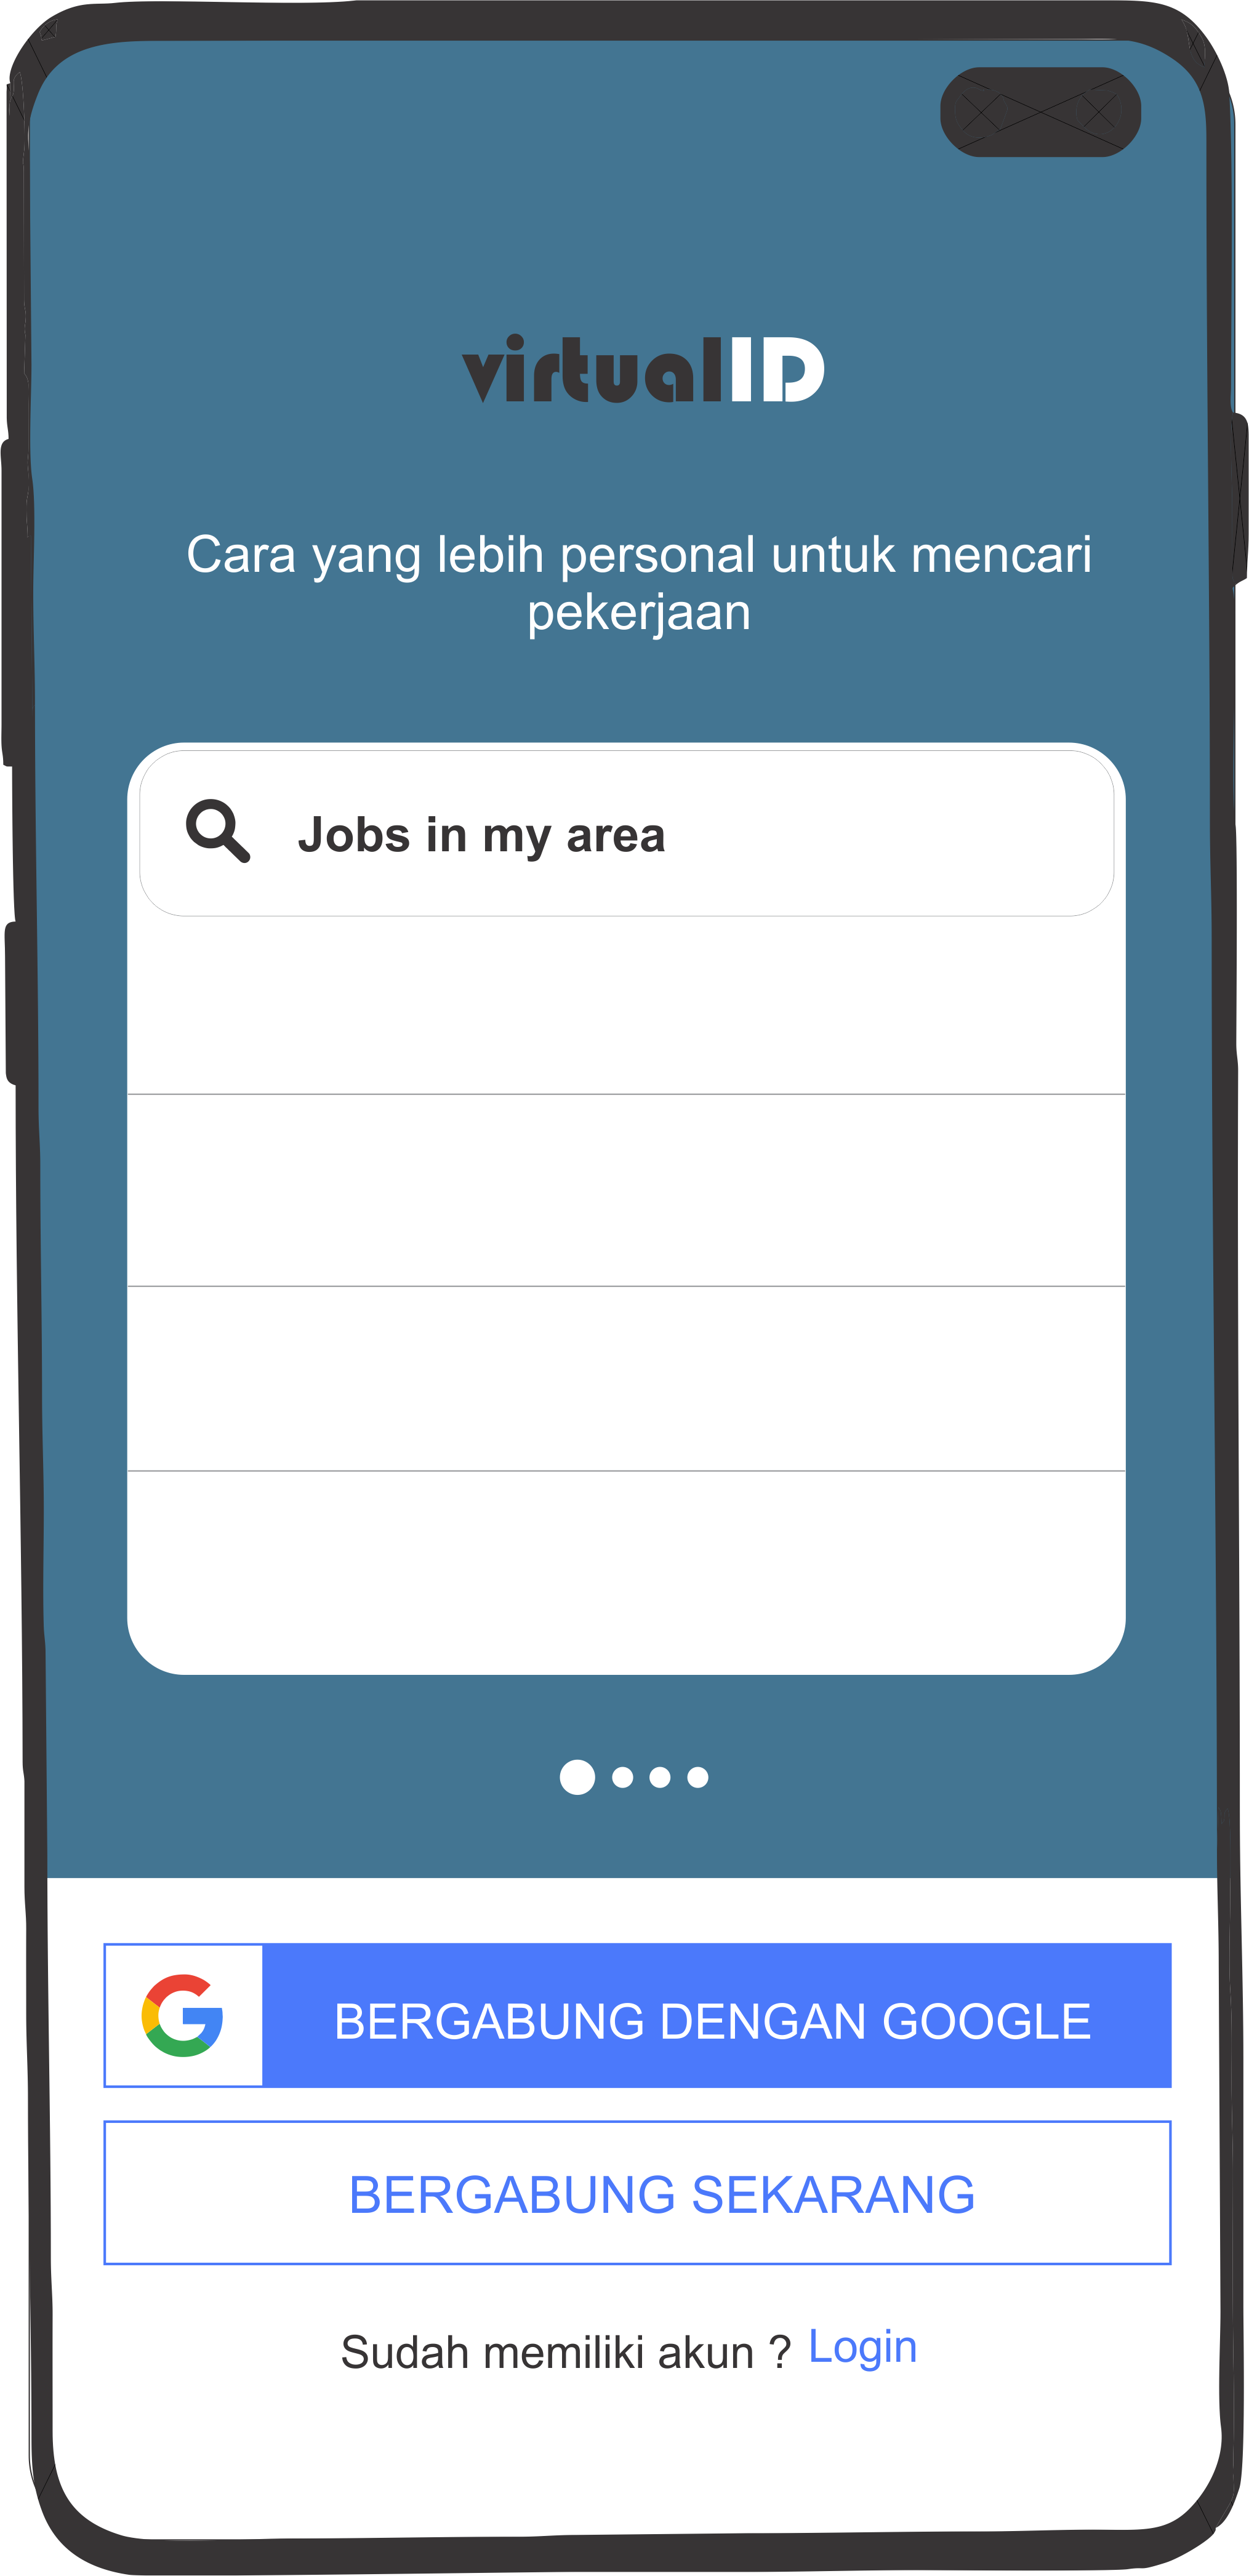 virtualID
Cara yang lebih personal untuk mencari
pekerjaan
Jobs in my area
BERGABUNG DENGAN GOOGLE
BERGABUNG SEKARANG
Sudah memiliki akun ? Login